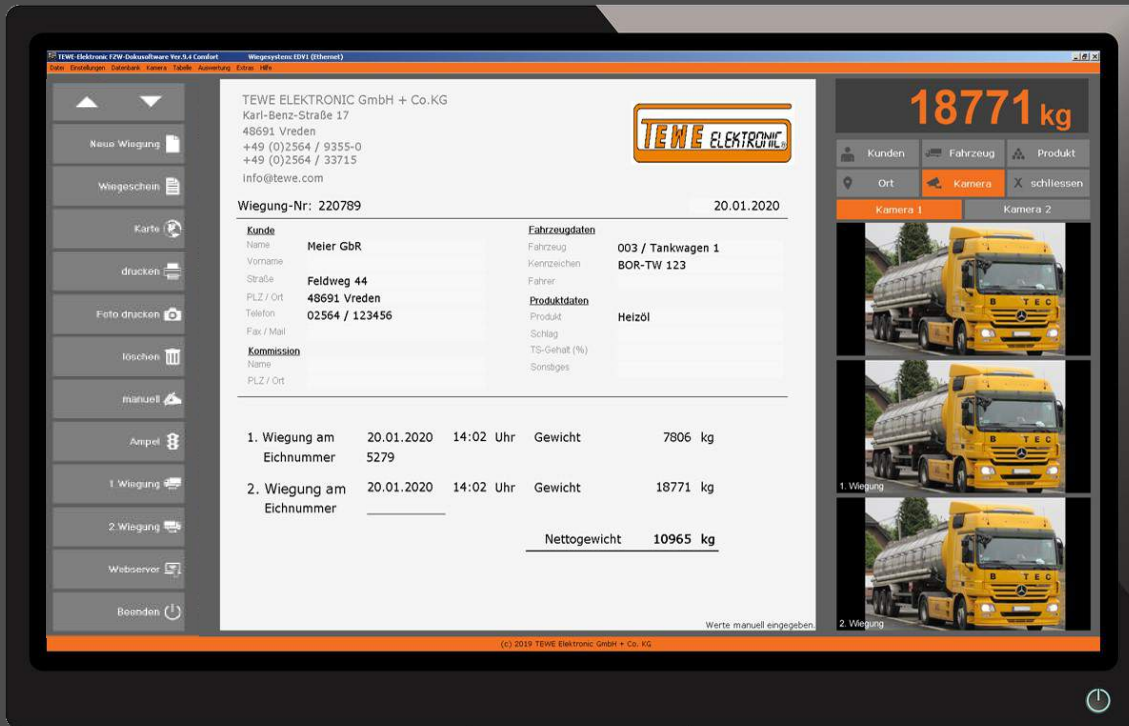 TEWE-Elektronic FZW-Dokusoftware Ver.9.4 Comfort Wiegesystem: EDV1 (Ethernet)
Datei Einstellungen Datenbank Kamera Tabelle Auswertung Extras Hilfe
Neue Wiegung
Wiegeschein
Karte
drucken
Foto drucken
löschen
manuell
Ampel
1.Wiegung
2.Wiegung
Webserver
Beenden
TEWE ELEKTRONIC GmbH + Co.KG
Karl-Benz-Straße 17
48691 Vreden
+49 (0)2564 / 9355-0
+49 (0)2564 / 33715
info@tewe.com
TEWE ELEKTRONIC®
Wiegung-Nr: 220789 20.01.2020
Kunde
Name Meier GbR
Vorname
Straße Feldweg 44
PLZ / Ort 48691 Vreden
Telefon 02564 / 123456
Fax / Mail
Kommission
Name
PLZ / Ort
Fahrzeugdaten
Fahrzeug 003 / Tankwagen 1
Kennzeichen BOR-TW 123
Fahrer
Produktdaten
Produkt Heizöl
Schlag
TS-Gehalt (%)
Sonstiges
1. Wiegung am 20.01.2020 14:02 Uhr Gewicht 7806 kg
Eichnummer 5279
2. Wiegung am 20.01.2020 14:02 Uhr Gewicht 18771 kg
Eichnummer
Nettogewicht 10965 kg
Werte manuell eingegeben.
18771 kg
Kunden Fahrzeug Produkt
Ort Kamera X schliessen
Kamera 1 Kamera 2
B TEC
B TEC
1. Wiegung
B TEC
2. Wiegung
(c) 2019 TEWE Elektronic GmbH + Co. KG